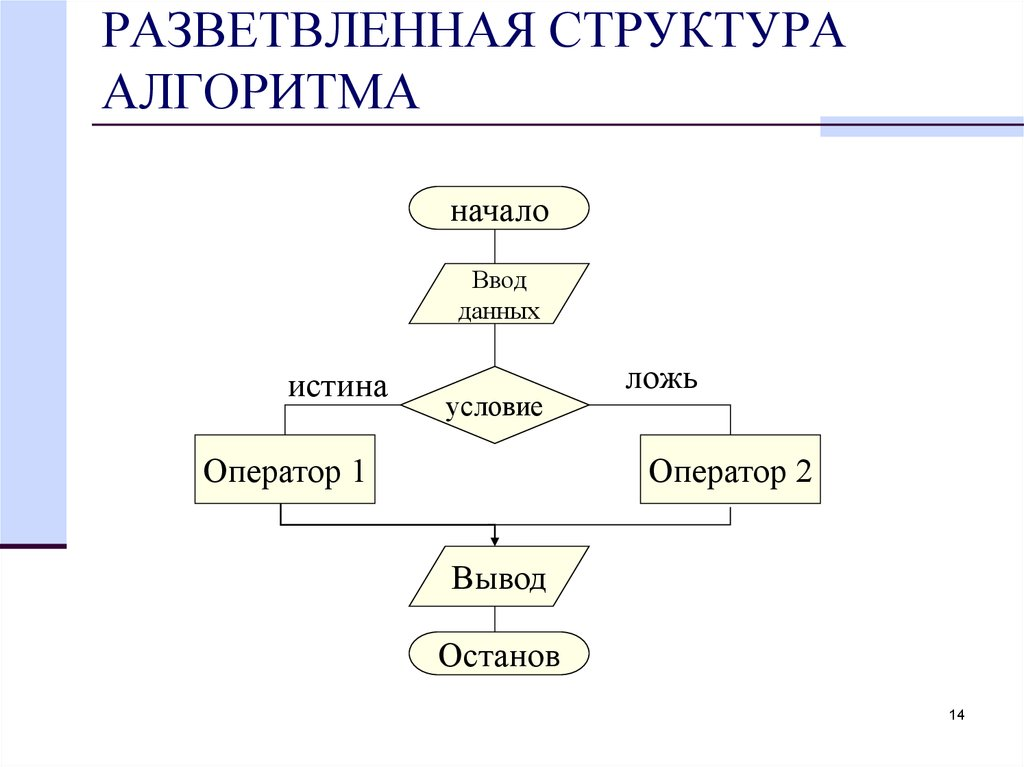 РАЗВЕТВЛЕННАЯ СТРУКТУРА
АЛГОРИТМА
начало
Ввод
данных
истина
условие
ложь
Оператор 1
Оператор 2
Вывод
Останов
14